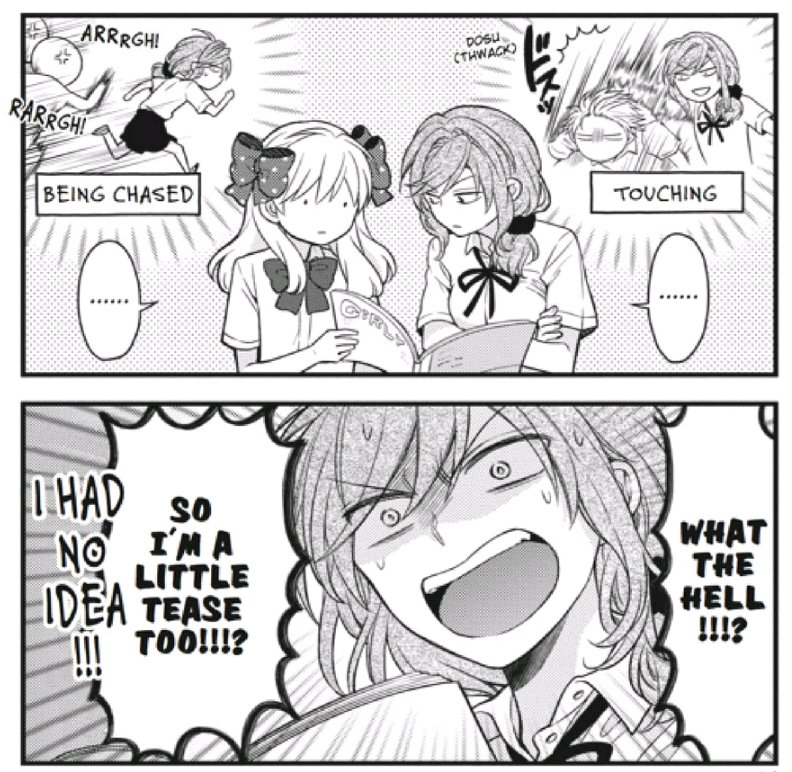 DOSU
(THWACK)
ドスッ
TOUCHING
......
ARRRGH!
RARRGH!
BEING CHASED
......
GIRLY
WHAT
THE
HELL
!!!?
SO
I'M A
LITTLE
TEASE
TOO!!!?
I HAD
NO
IDEA
!!!